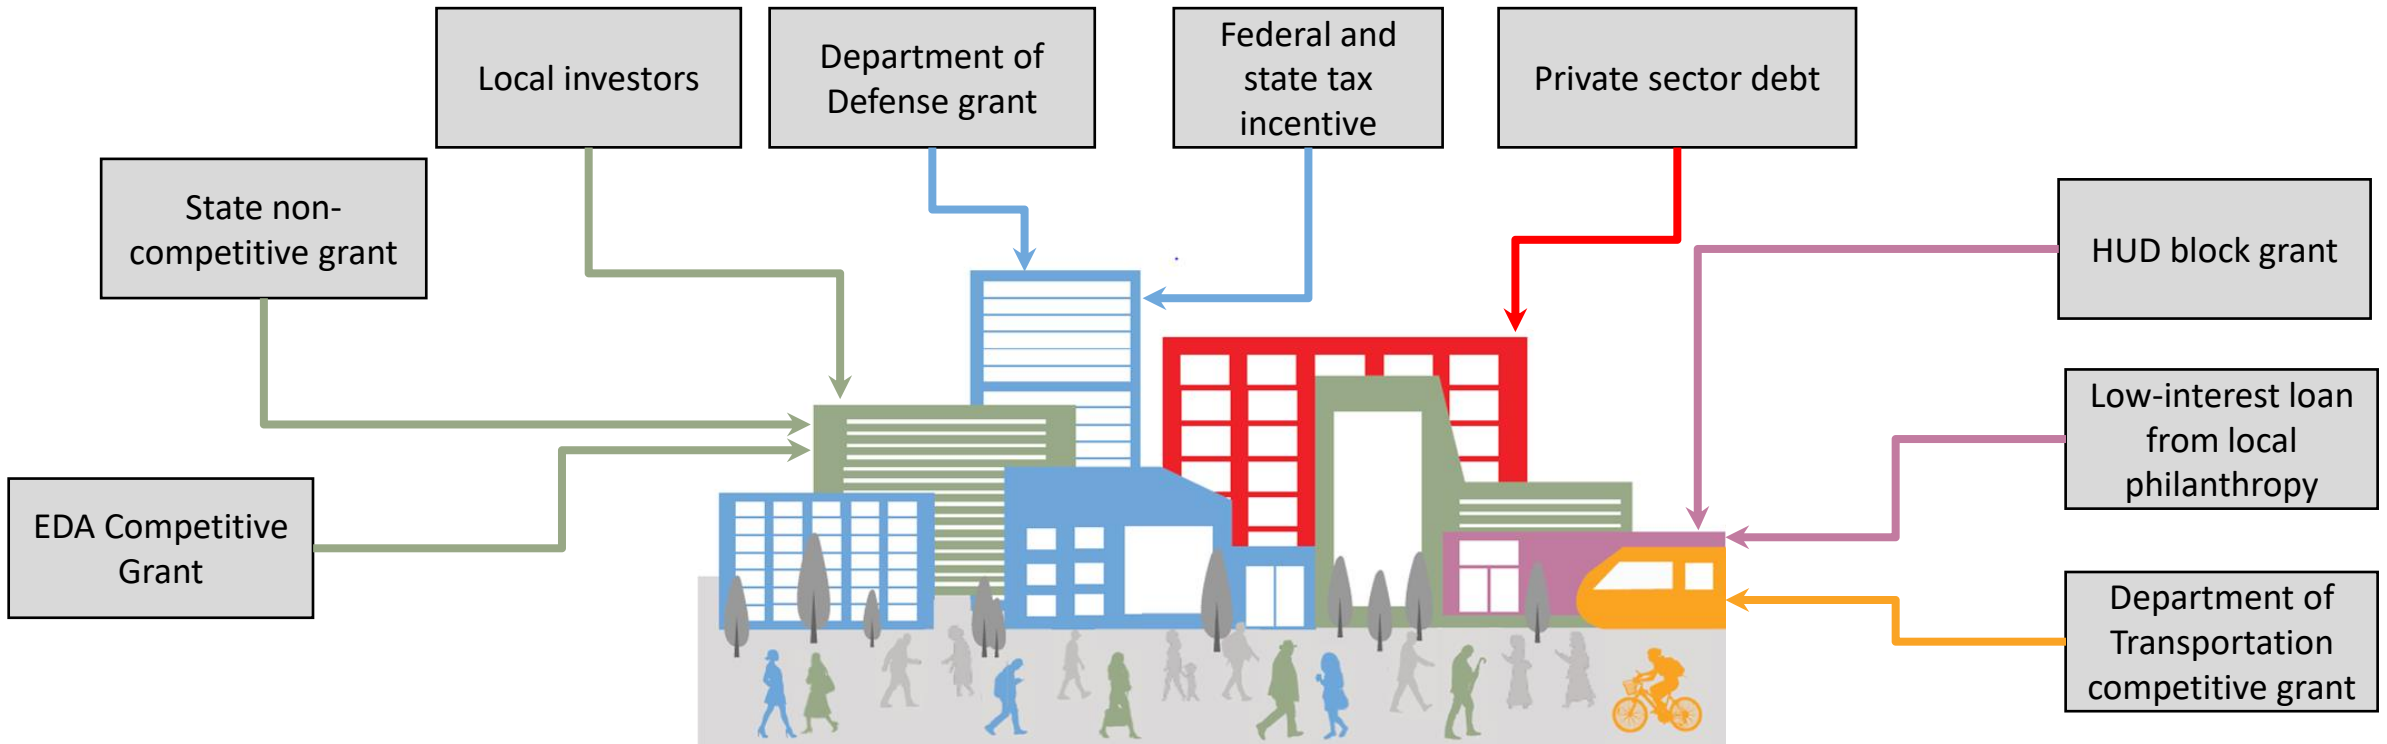 Local investors
Department of
Defense grant
Federal and
state tax
incentive
Private sector debt
State non-
competitive grant
HUD block grant
Low-interest loan
from local
philanthropy
EDA Competitive
Grant
Department of
Transportation
competitive grant